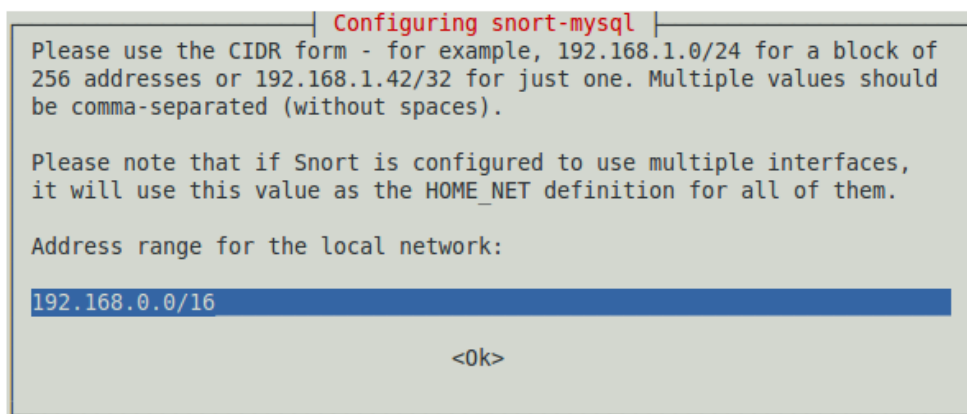 Configuring snort-mysql
Please use the CIDR form - for example, 192.168.1.0/24 for a block of
256 addresses or 192.168.1.42/32 for just one. Multiple values should
be comma-separated (without spaces).
Please note that if Snort is configured to use multiple interfaces,
it will use this value as the HOME_NET definition for all of them.
Address range for the local network:
192.168.0.0/16
<Ok>